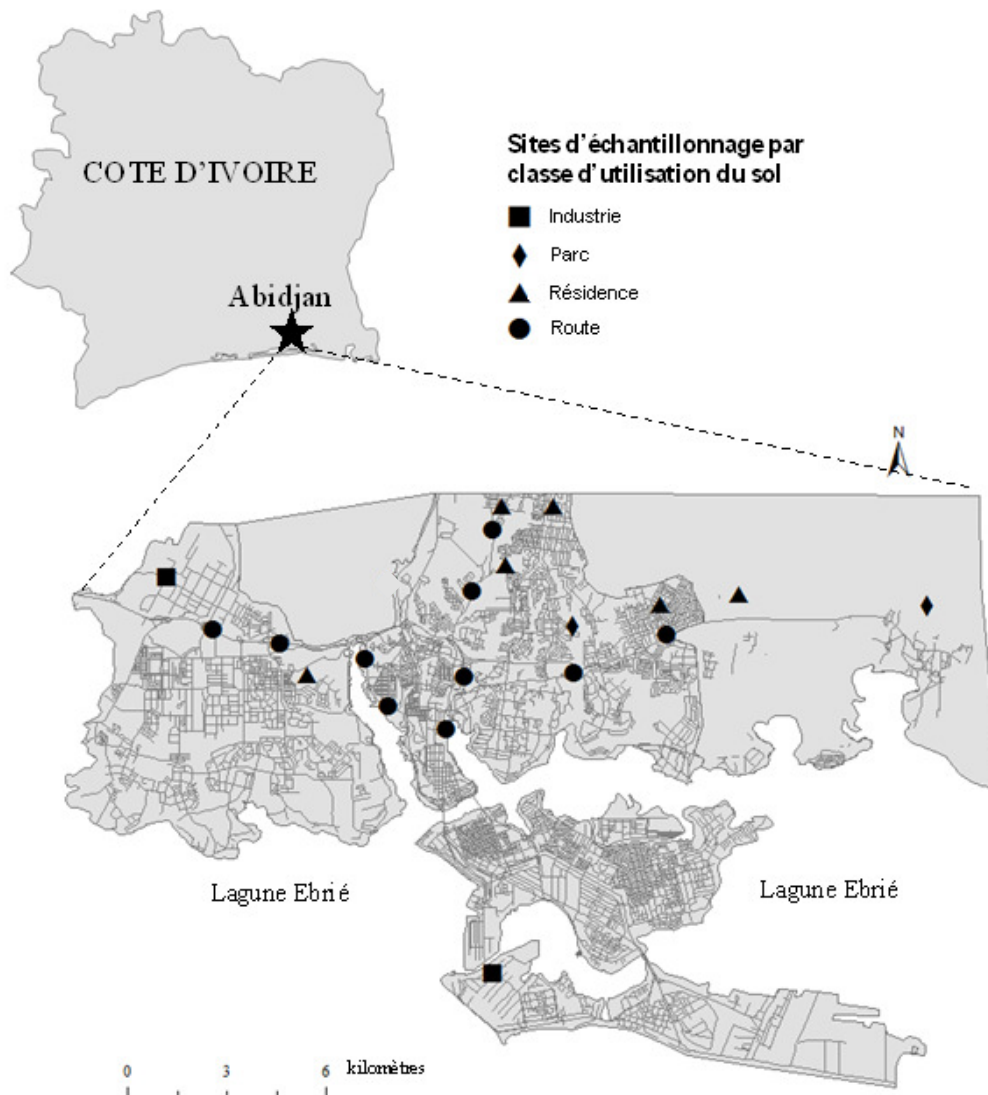 COTE D'IVOIRE
Abidjan
Sites d'échantillonnage par
classe d'utilisation du sol
Industrie
Parc
Résidence
Route
N
Lagune Ebrié
Lagune Ebrié
0 3 6 kilomètres